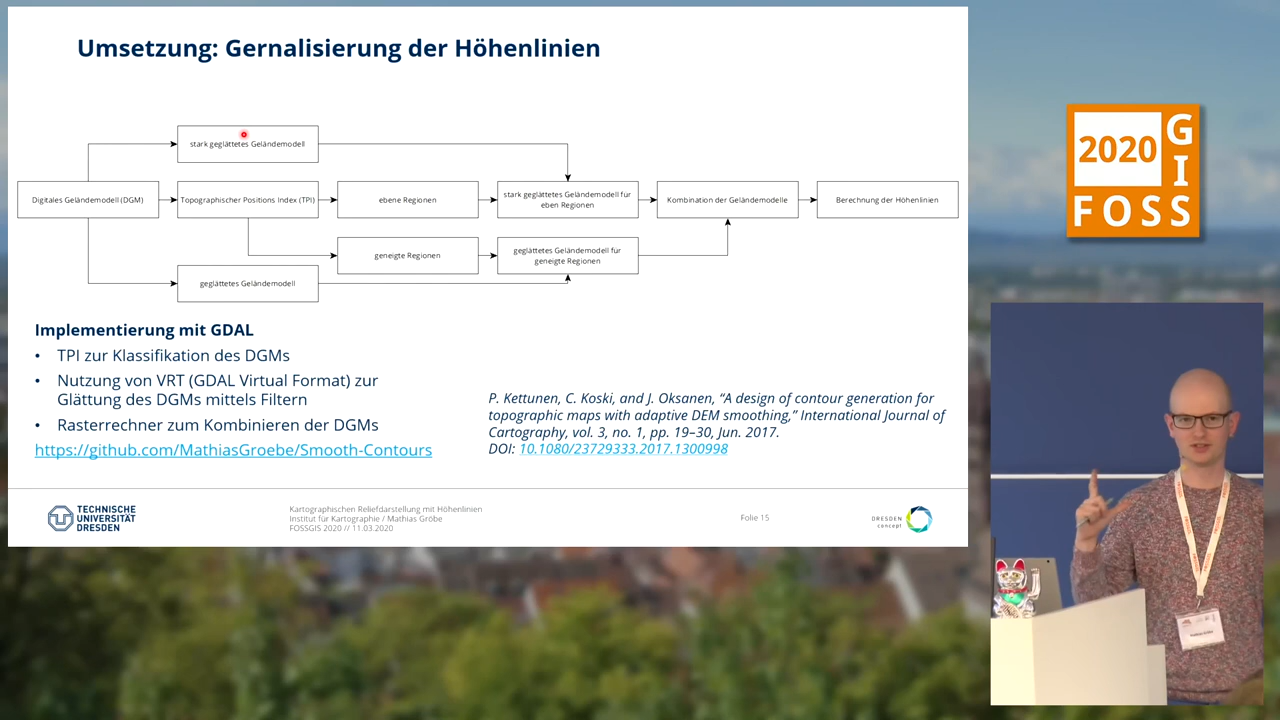 Umsetzung: Gernalisierung der Höhenlinien
stark geglättetes Geländemodell
Digitales Geländemodell (DGM)
Topographischer Positions Index (TPI)
ebene Regionen
stark geglättetes Geländemodell für
eben Regionen
Kombination der Geländemodelle
Berechnung der Höhenlinien
geneigte Regionen
geglättetes Geländemodell für
geneigte Regionen
geglättetes Geländemodell
Implementierung mit GDAL
• TPI zur Klassifikation des DGMs
• Nutzung von VRT (GDAL Virtual Format) zur
Glättung des DGMs mittels Filtern
• Rasterrechner zum Kombinieren der DGMs
https://github.com/MathiasGroebe/Smooth-Contours
P. Kettunen, C. Koski, and J. Oksanen, “A design of contour generation for
topographic maps with adaptive DEM smoothing,” International Journal of
Cartography, vol. 3, no. 1, pp. 19–30, Jun. 2017.
DOI: 10.1080/23729333.2017.1300998
TECHNISCHE
UNIVERSITÄT
DRESDEN
Kartographischen Reliefdarstellung mit Höhenlinien
Institut für Kartographie / Mathias Gröbe
FOSSGIS 2020 // 11.03.2020
Folie 15
DRESDEN
concept
2020
GIS
FOSS